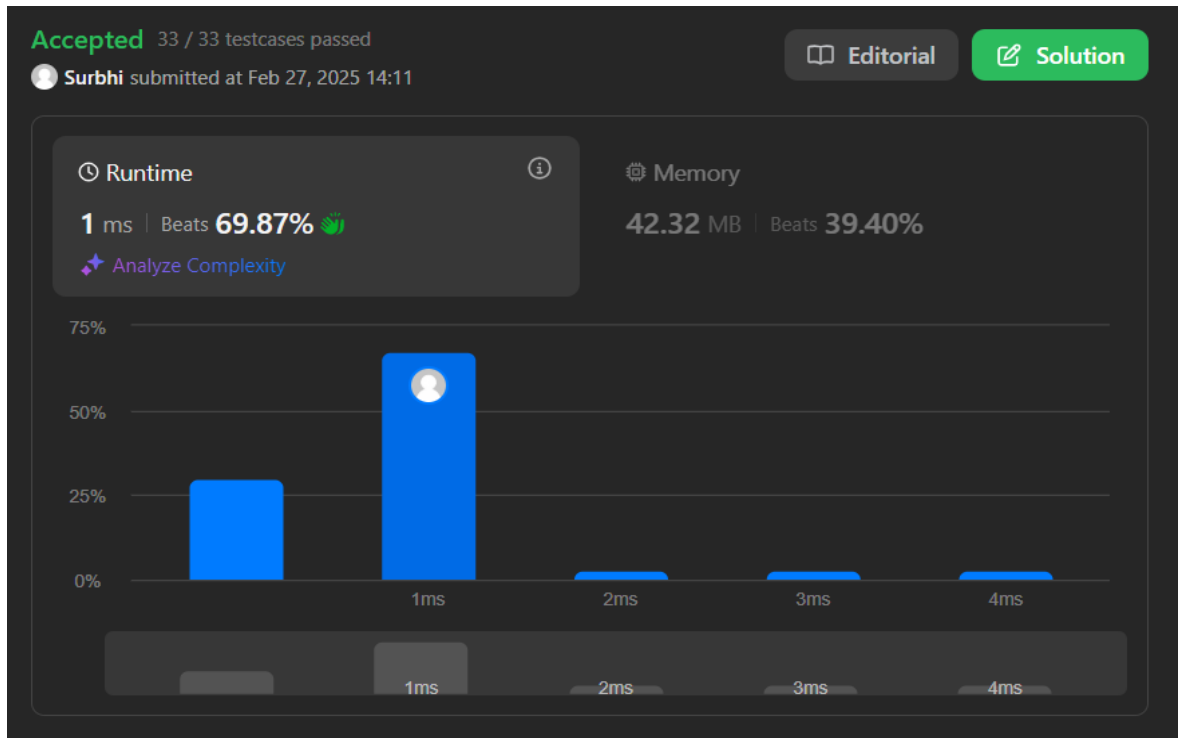 Accepted 33 / 33 testcases passed
Surbhi submitted at Feb 27, 2025 14:11
Editorial
Solution
Runtime
1 ms | Beats 69.87%
Analyze Complexity
Memory
42.32 MB | Beats 39.40%
75%
50%
25%
0%
1ms 2ms 3ms 4ms
1ms 2ms 3ms 4ms